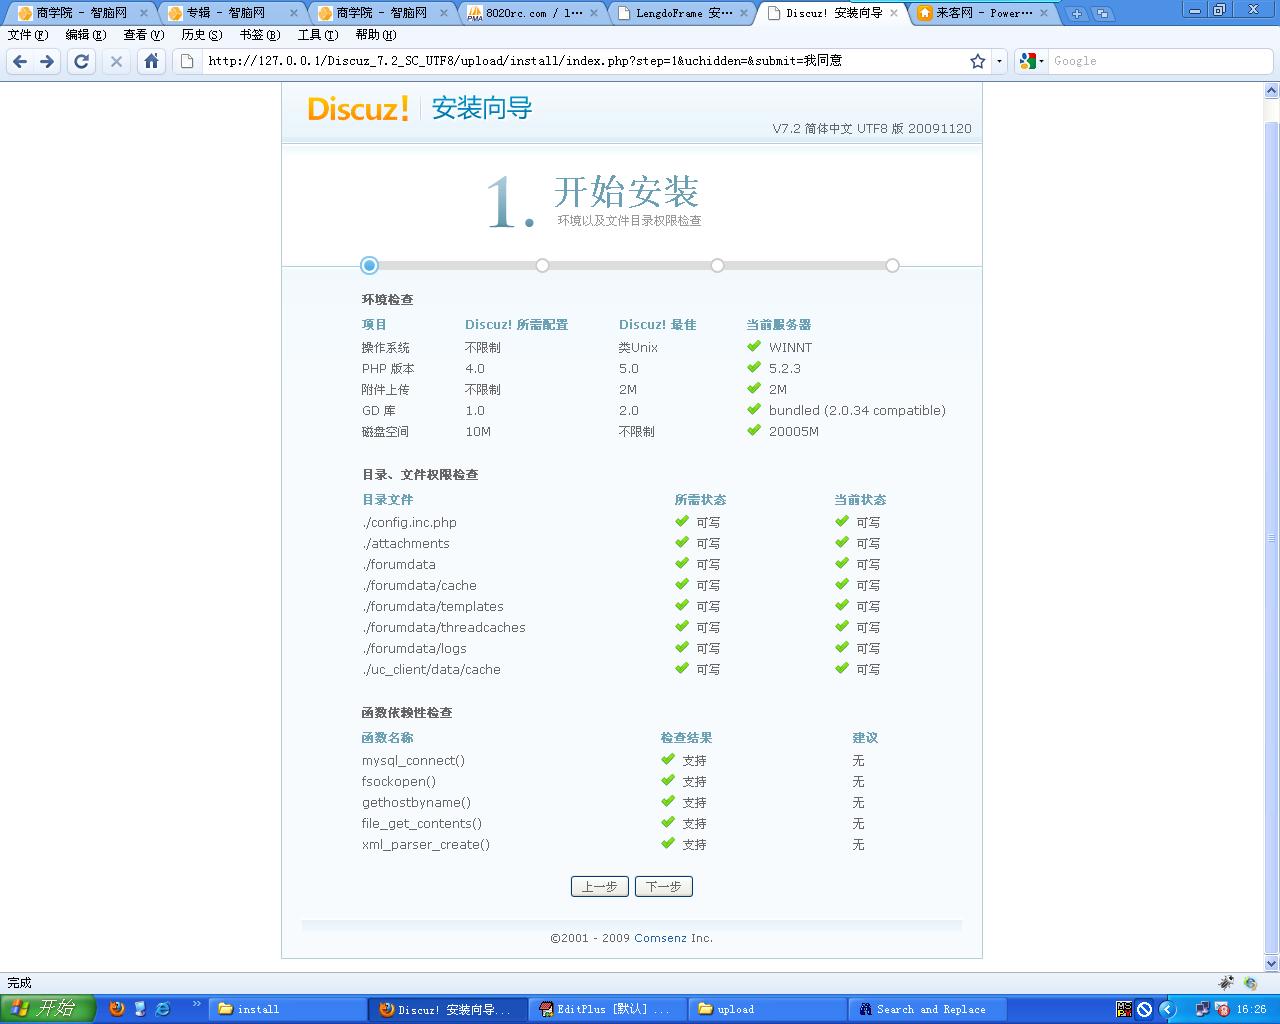 商学院 - 智脑网
专辑 - 智脑网
商学院 - 智脑网
8020rc.com / l...
LengdoFrame 安...
Discuz! 安装向导
来客网 - Power...
文件(F) 编辑(E) 查看(V) 历史(S) 书签(B) 工具(T) 帮助(H)
http://127.0.0.1/Discuz_7.2_SC_UTF8/upload/install/index.php?step=1&uchidden=&submit=我同意
Google
Discuz! 安装向导
V7.2 简体中文 UTF8 版 20091120
1. 开始安装
环境以及文件目录权限检查
环境检查
项目 Discuz! 所需配置 Discuz! 最佳 当前服务器
操作系统 不限制 类Unix WINNT
PHP 版本 4.0 5.0 5.2.3
附件上传 不限制 2M 2M
GD 库 1.0 2.0 bundled (2.0.34 compatible)
磁盘空间 10M 不限制 20005M
目录、文件权限检查
目录文件 所需状态 当前状态
./config.inc.php 可写 可写
./attachments 可写 可写
./forumdata 可写 可写
./forumdata/cache 可写 可写
./forumdata/templates 可写 可写
./forumdata/threadcaches 可写 可写
./forumdata/logs 可写 可写
./uc_client/data/cache 可写 可写
函数依赖性检查
函数名称 检查结果 建议
mysql_connect() 支持 无
fsockopen() 支持 无
gethostbyname() 支持 无
file_get_contents() 支持 无
xml_parser_create() 支持 无
上一步 下一步
©2001 - 2009 Comsenz Inc.
完成
开始
install
Discuz! 安装向导...
EditPlus [默认] ...
upload
Search and Replace
16:26